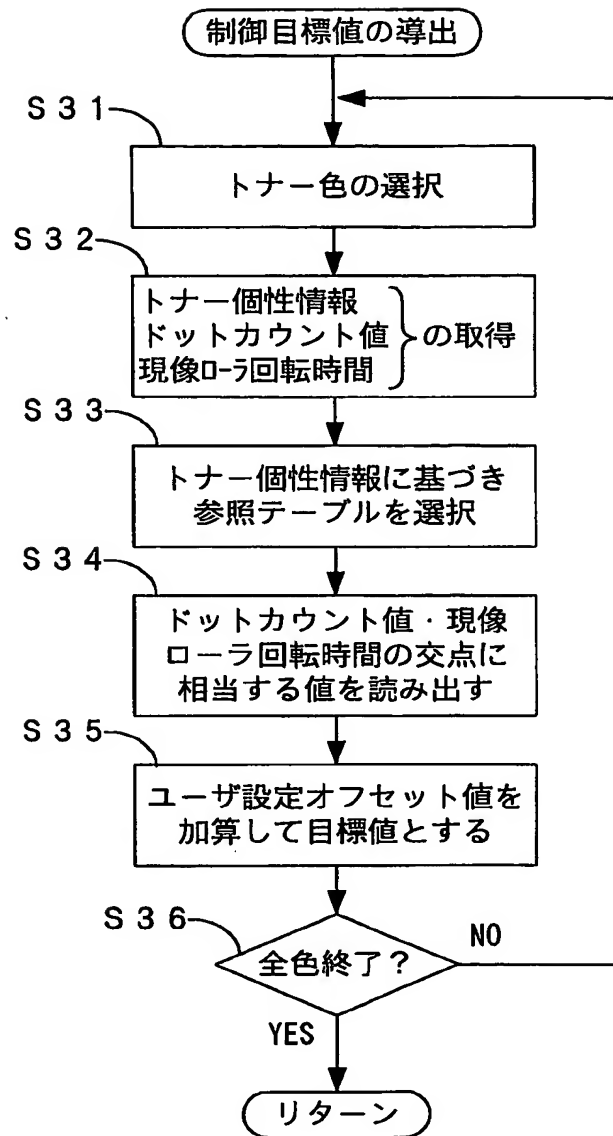 制御目標値の導出
S31
トナー色の選択
S32
トナー個性情報
ドットカウント値
現像ﾛｰﾗ回転時間
の取得
S33
トナー個性情報に基づき
参照テーブルを選択
S34
ドットカウント値・現像
ローラ回転時間の交点に
相当する値を読み出す
S35
ユーザ設定オフセット値を
加算して目標値とする
S36
全色終了？
NO
YES
リターン